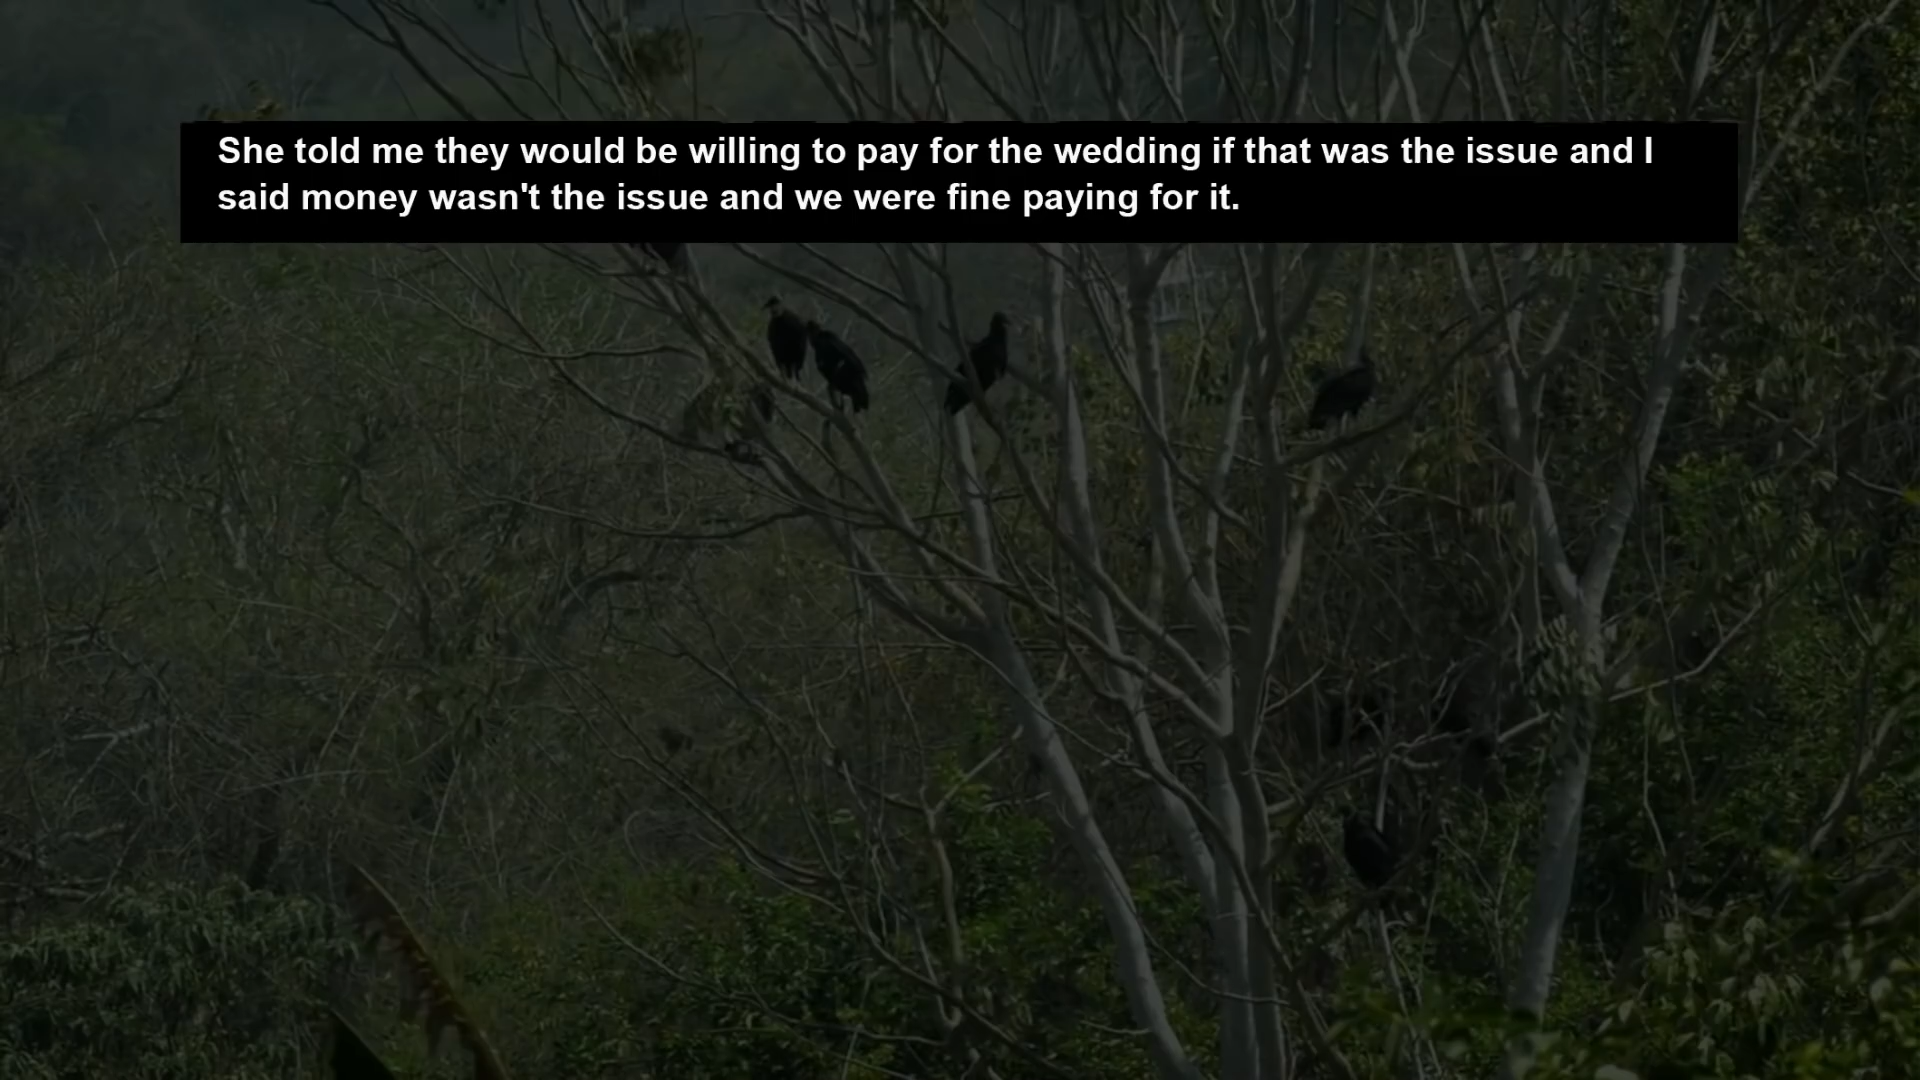 She told me they would be willing to pay for the wedding if that was the issue and I
said money wasn't the issue and we were fine paying for it.